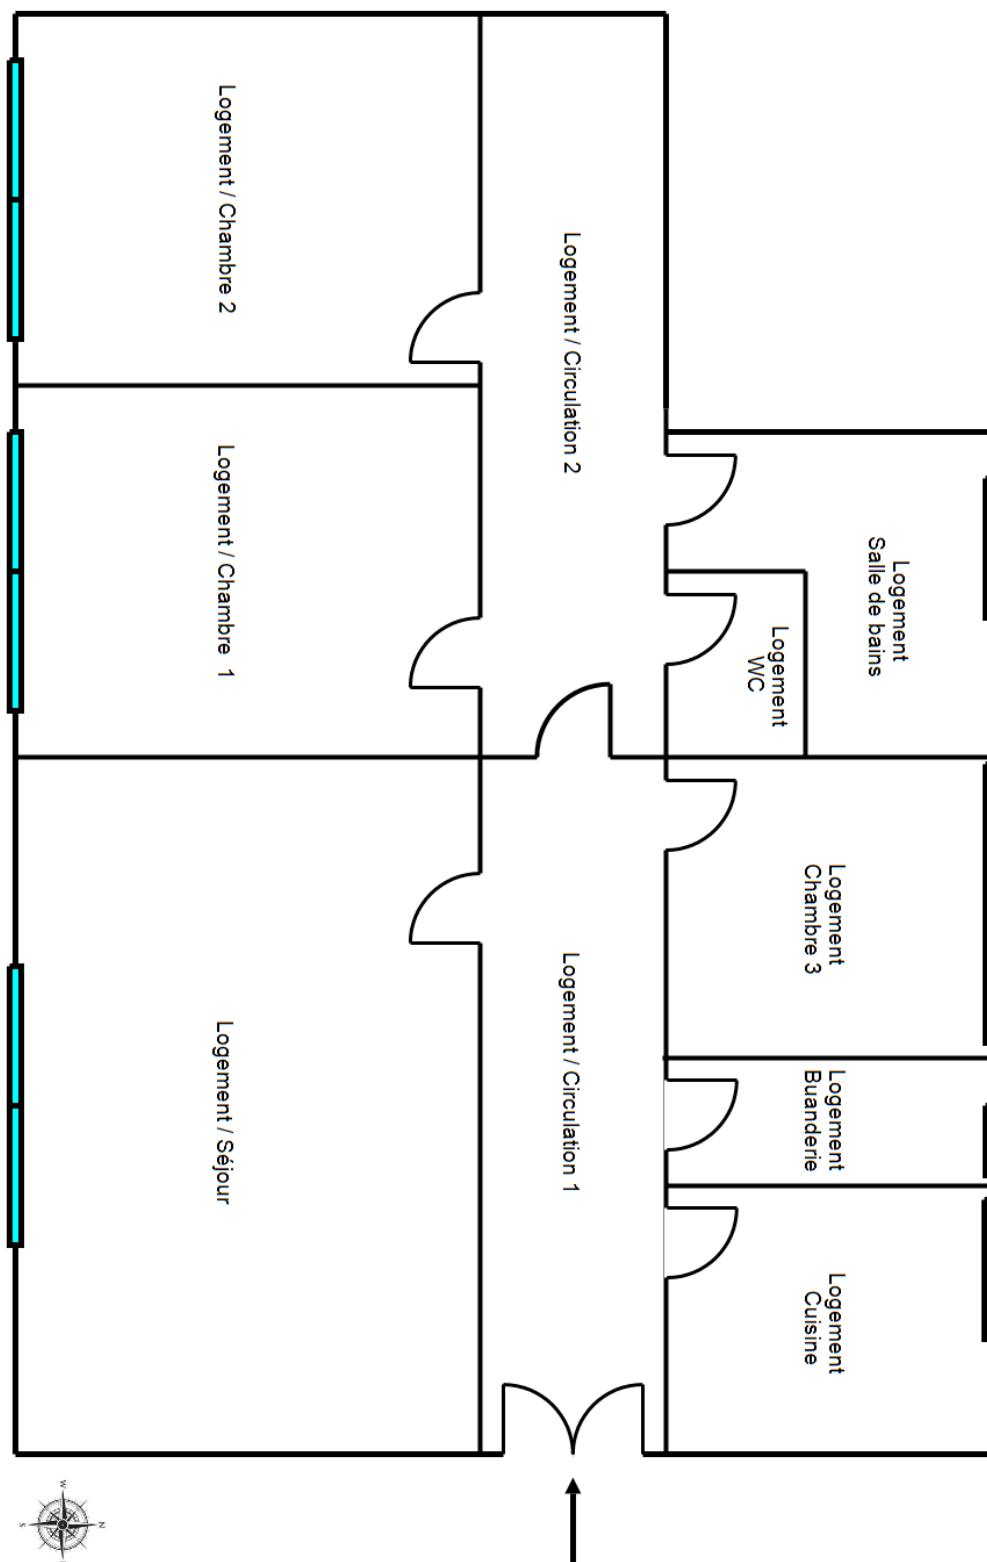 Logement / Chambre 2
Logement / Circulation 2
Logement
Salle de bains
Logement / Chambre 1
Logement
WC
Logement
Chambre 3
Logement / Circulation 1
Logement / Séjour
Logement
Buanderie
Logement
Cuisine
W
N
S